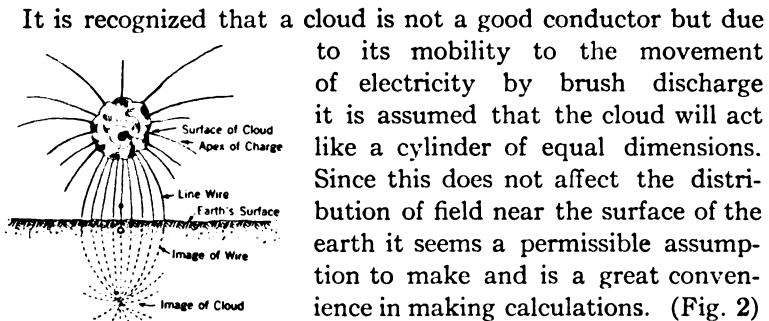 It is recognized that a cloud is not a good conductor but due
to its mobility to the movement
of electricity by brush discharge
it is assumed that the cloud will act
like a cylinder of equal dimensions.
Since this does not affect the distri-
bution of field near the surface of the
earth it seems a permissible assump-
tion to make and is a great conven-
ience in making calculations. (Fig. 2)
Surface of Cloud
Apex of Charge
Line Wire
Earth's Surface
Image of Wire
Image of Cloud